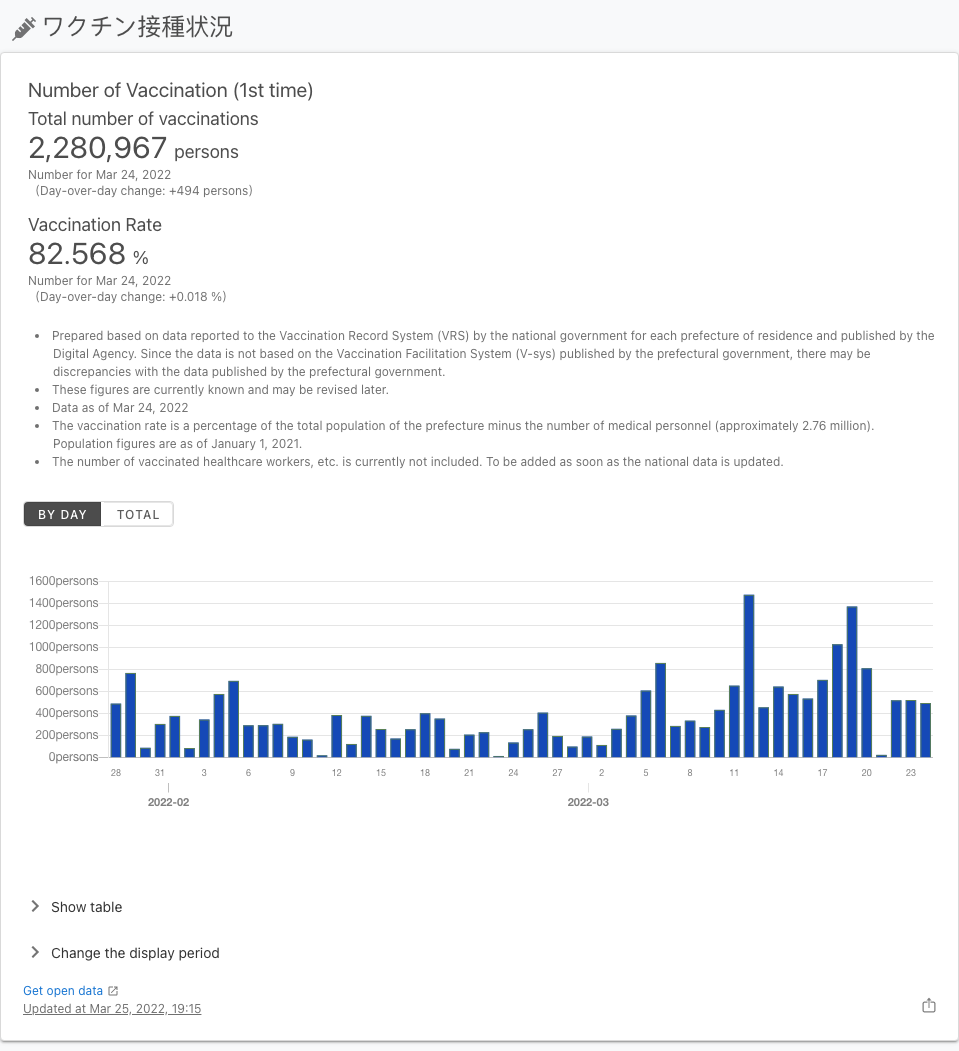 ワクチン接種状況
Number of Vaccination (1st time)
Total number of vaccinations
2,280,967 persons
Number for Mar 24, 2022
(Day-over-day change: +494 persons)
Vaccination Rate
82.568 %
Number for Mar 24, 2022
(Day-over-day change: +0.018 %)
• Prepared based on data reported to the Vaccination Record System (VRS) by the national government for each prefecture of residence and published by the
Digital Agency. Since the data is not based on the Vaccination Facilitation System (V-sys) published by the prefectural government, there may be
discrepancies with the data published by the prefectural government.
• These figures are currently known and may be revised later.
• Data as of Mar 24, 2022
• The vaccination rate is a percentage of the total population of the prefecture minus the number of medical personnel (approximately 2.76 million).
Population figures are as of January 1, 2021.
• The number of vaccinated healthcare workers, etc. is currently not included. To be added as soon as the national data is updated.
BY DAY TOTAL
1600persons
1400persons
1200persons
1000persons
800persons
600persons
400persons
200persons
0persons
28 31 3 6 9 12 15 18 21 24 27 2 5 8 11 14 17 20 23
2022-02 2022-03
Show table
Change the display period
Get open data
Updated at Mar 25, 2022, 19:15